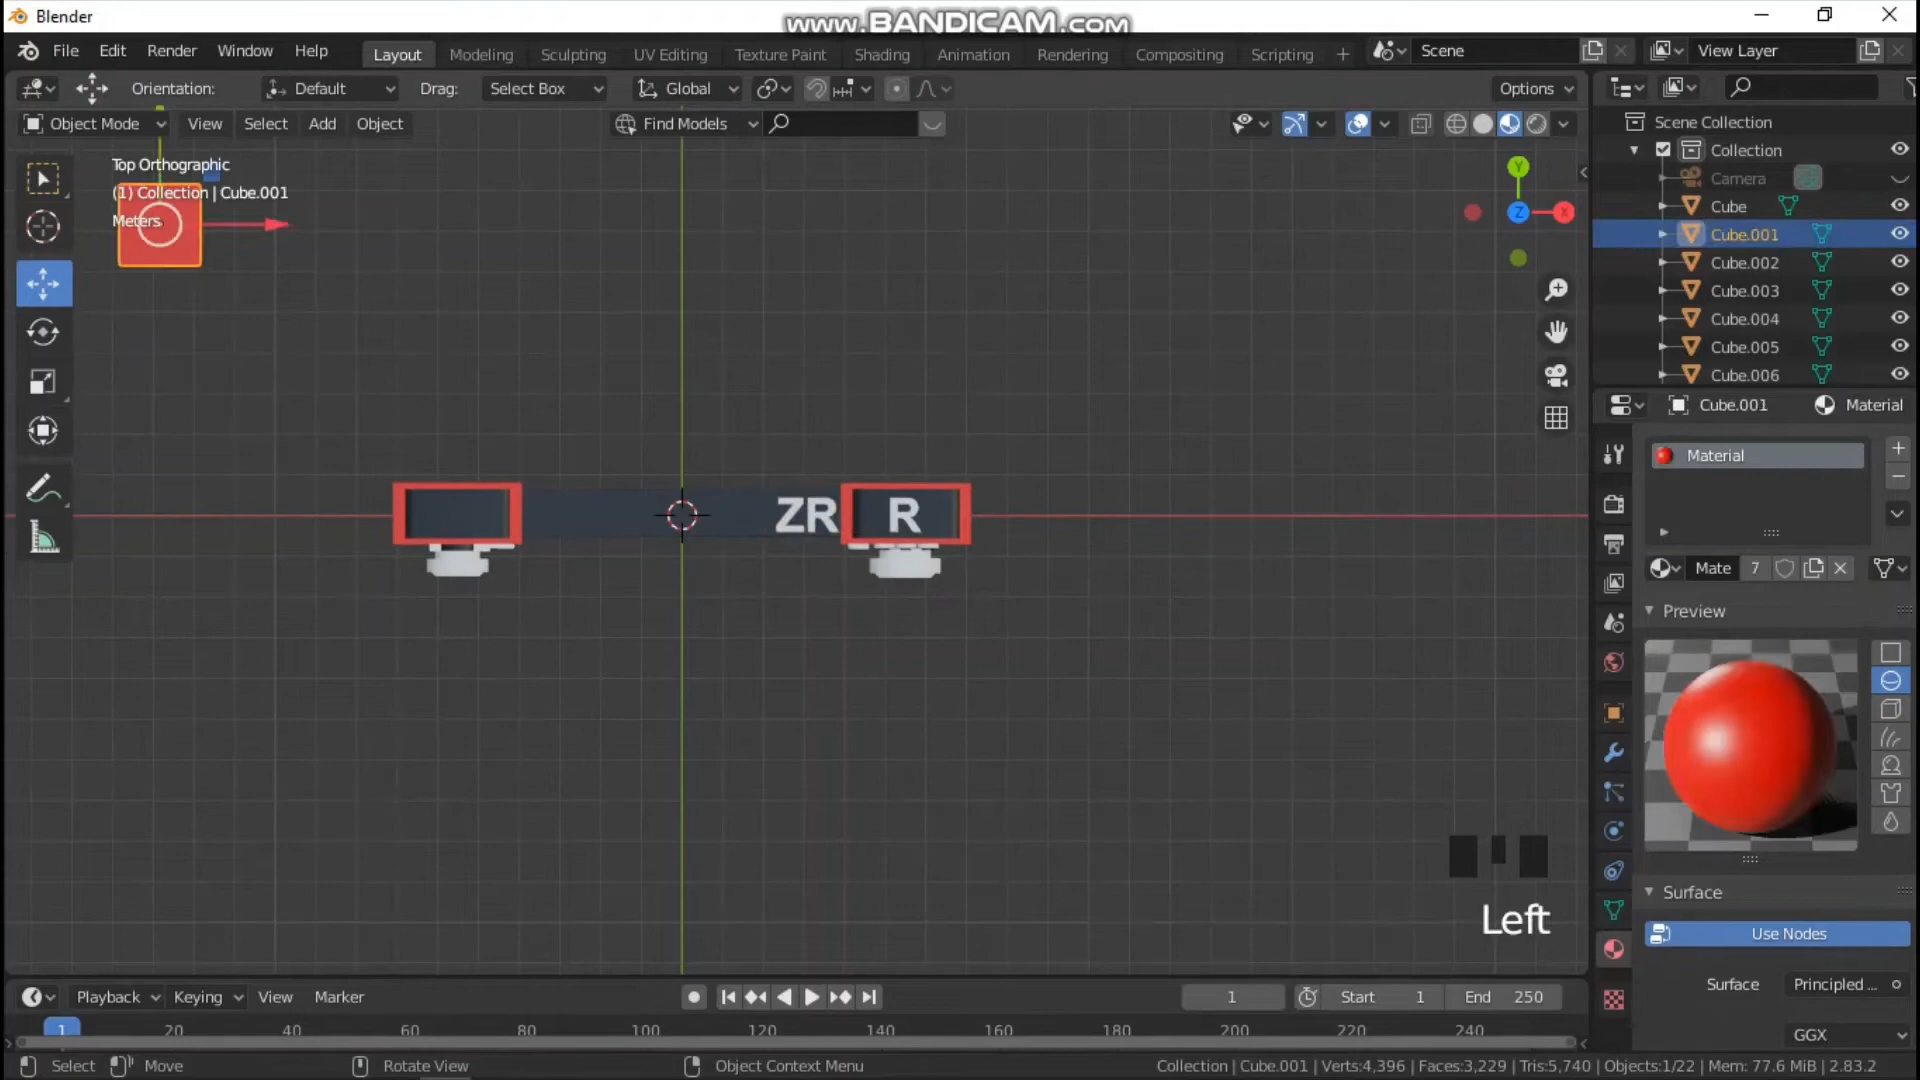 Blender
www.BANDICAM.com
File Edit Render Window Help
Layout Modeling Sculpting UV Editing Texture Paint Shading Animation Rendering Compositing Scripting + Scene View Layer
Orientation: Default Drag: Select Box Global Options
Object Mode View Select Add Object Find Models
Top Orthographic
(1) Collection | Cube.001
Meters
Y
Z
X
ZR
R
Left
Scene Collection
Collection
Camera
Cube
Cube.001
Cube.002
Cube.003
Cube.004
Cube.005
Cube.006
Cube.001 Material
Material
Mate 7
Preview
Surface
Use Nodes
Surface Principled ...
GGX
Playback Keying View Marker 1 Start 1 End 250
1 20 40 60 80 100 120 140 160 180 200 220 240
Select Move Rotate View Object Context Menu Collection | Cube.001 | Verts:4,396 | Faces:3,229 | Tris:5,740 | Objects:1/22 | Mem: 77.6 MiB | 2.83.2